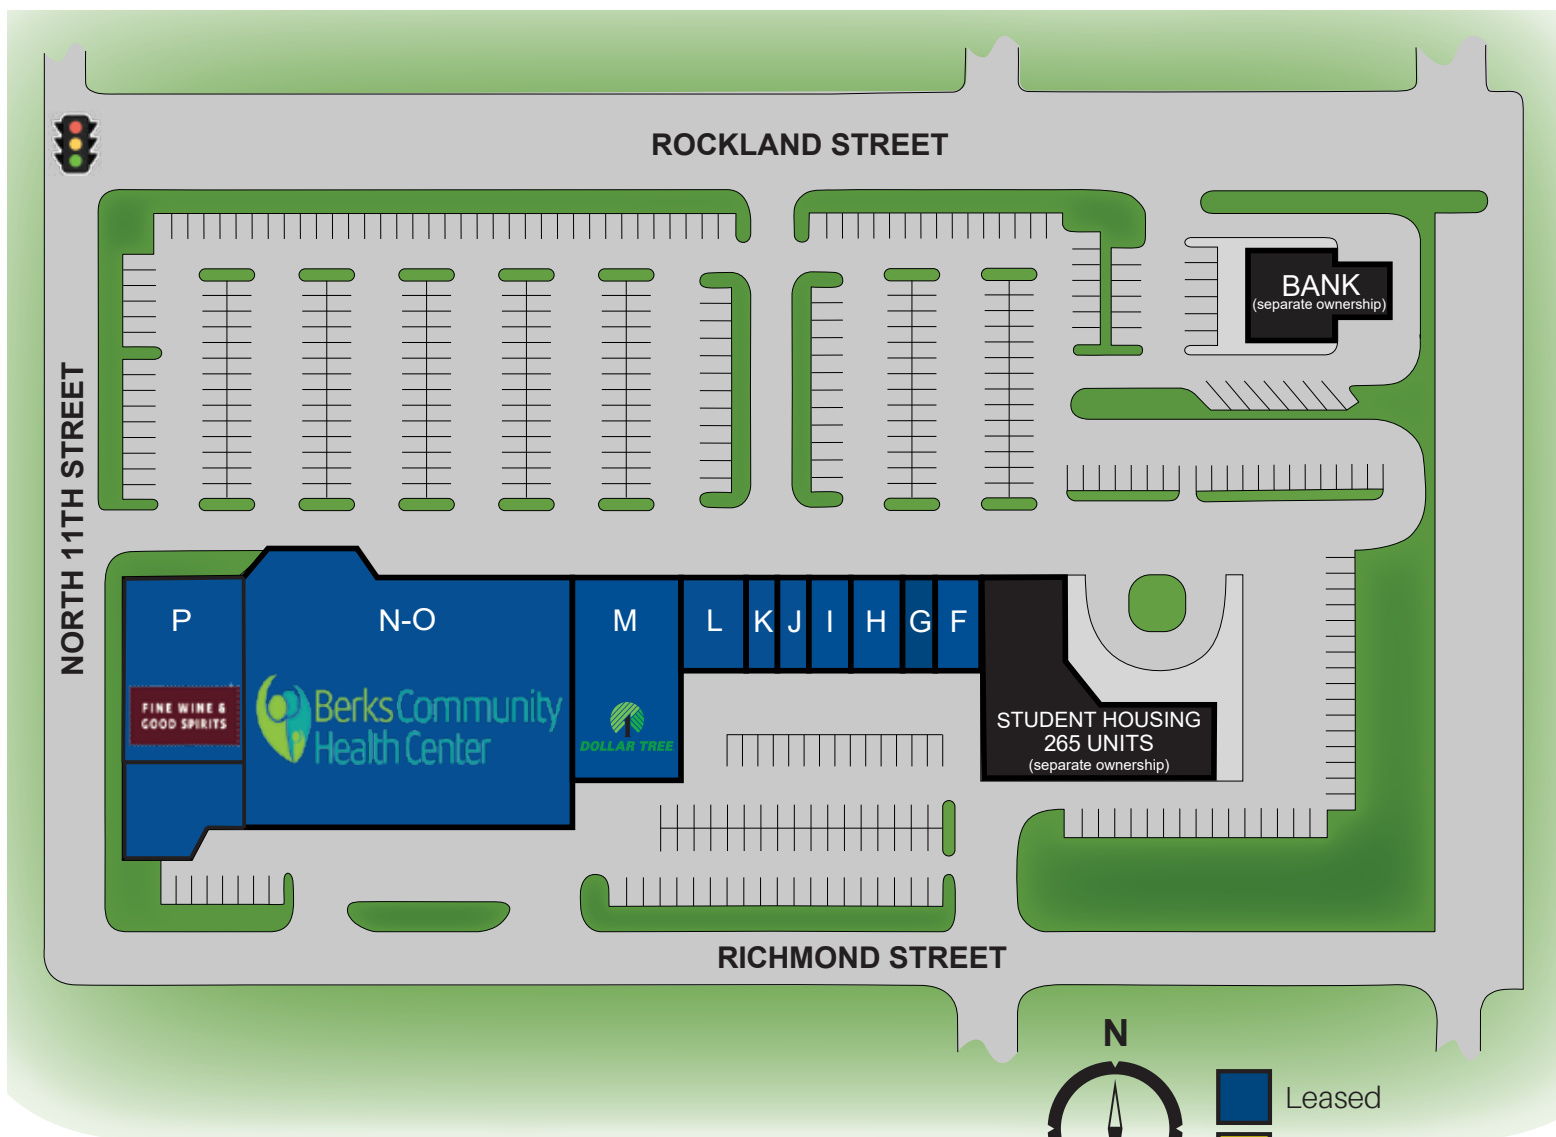 ROCKLAND STREET
BANK
(separate ownership)
NORTH 11TH STREET
P
N-O
M
L
K
J
I
H
G
F
FINE WINE &
GOOD SPIRITS
Berks Community
Health Center
DOLLAR TREE
STUDENT HOUSING
265 UNITS
(separate ownership)
RICHMOND STREET
N
Leased